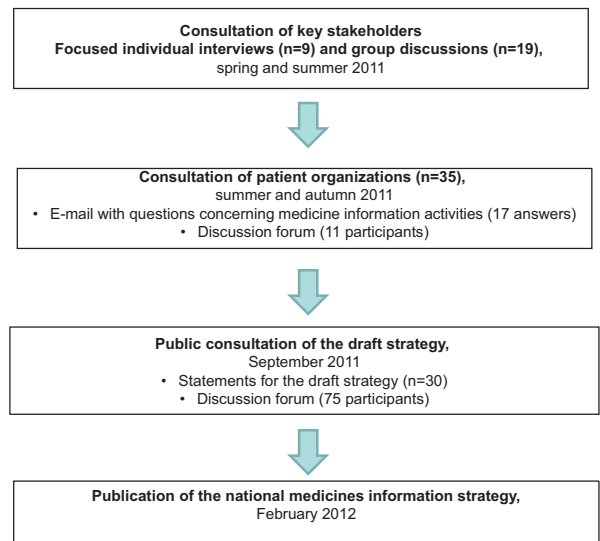 Consultation of key stakeholders
Focused individual interviews (n=9) and group discussions (n=19),
spring and summer 2011
Consultation of patient organizations (n=35),
summer and autumn 2011
• E-mail with questions concerning medicine information activities (17 answers)
• Discussion forum (11 participants)
Public consultation of the draft strategy,
September 2011
• Statements for the draft strategy (n=30)
• Discussion forum (75 participants)
Publication of the national medicines information strategy,
February 2012